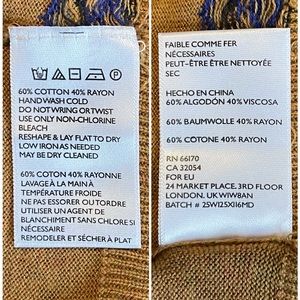 60% COTTON 40% RAYON
HAND WASH COLD
DO NO WRING OR TWIST
USE ONLY NON-CHLORINE
BLEACH
RESHAPE & LAY FLAT TO DRY
LOW IRON AS NEEDED
MAY BE DRY CLEANED
60% COTON 40% RAYONNE
LAVAGE À LA MAIN À
TEMPÉRATURE FROIDE
NE PAS ESSORER OU TORDRE
UTILISER UN AGENT DE
BLANCHIMENT SANS CHLORE SI
NÉCESSAIRE
REMODELER ET SÉCHER À PLAT
FAIBLE COMME FER
NÉCESSAIRES
PEUT-ÊTRE ÊTRE NETTOYÉE
SEC
HECHO EN CHINA
60% ALGODÓN 40% VISCOSA
60% BAUMWOLLE 40% RAYON
60% COTONE 40% RAYON
RN 66170
CA 32054
FOR EU
24 MARKET PLACE, 3RD FLOOR
LONDON, UK W1W8AN
BATCH # 25W125X116MD